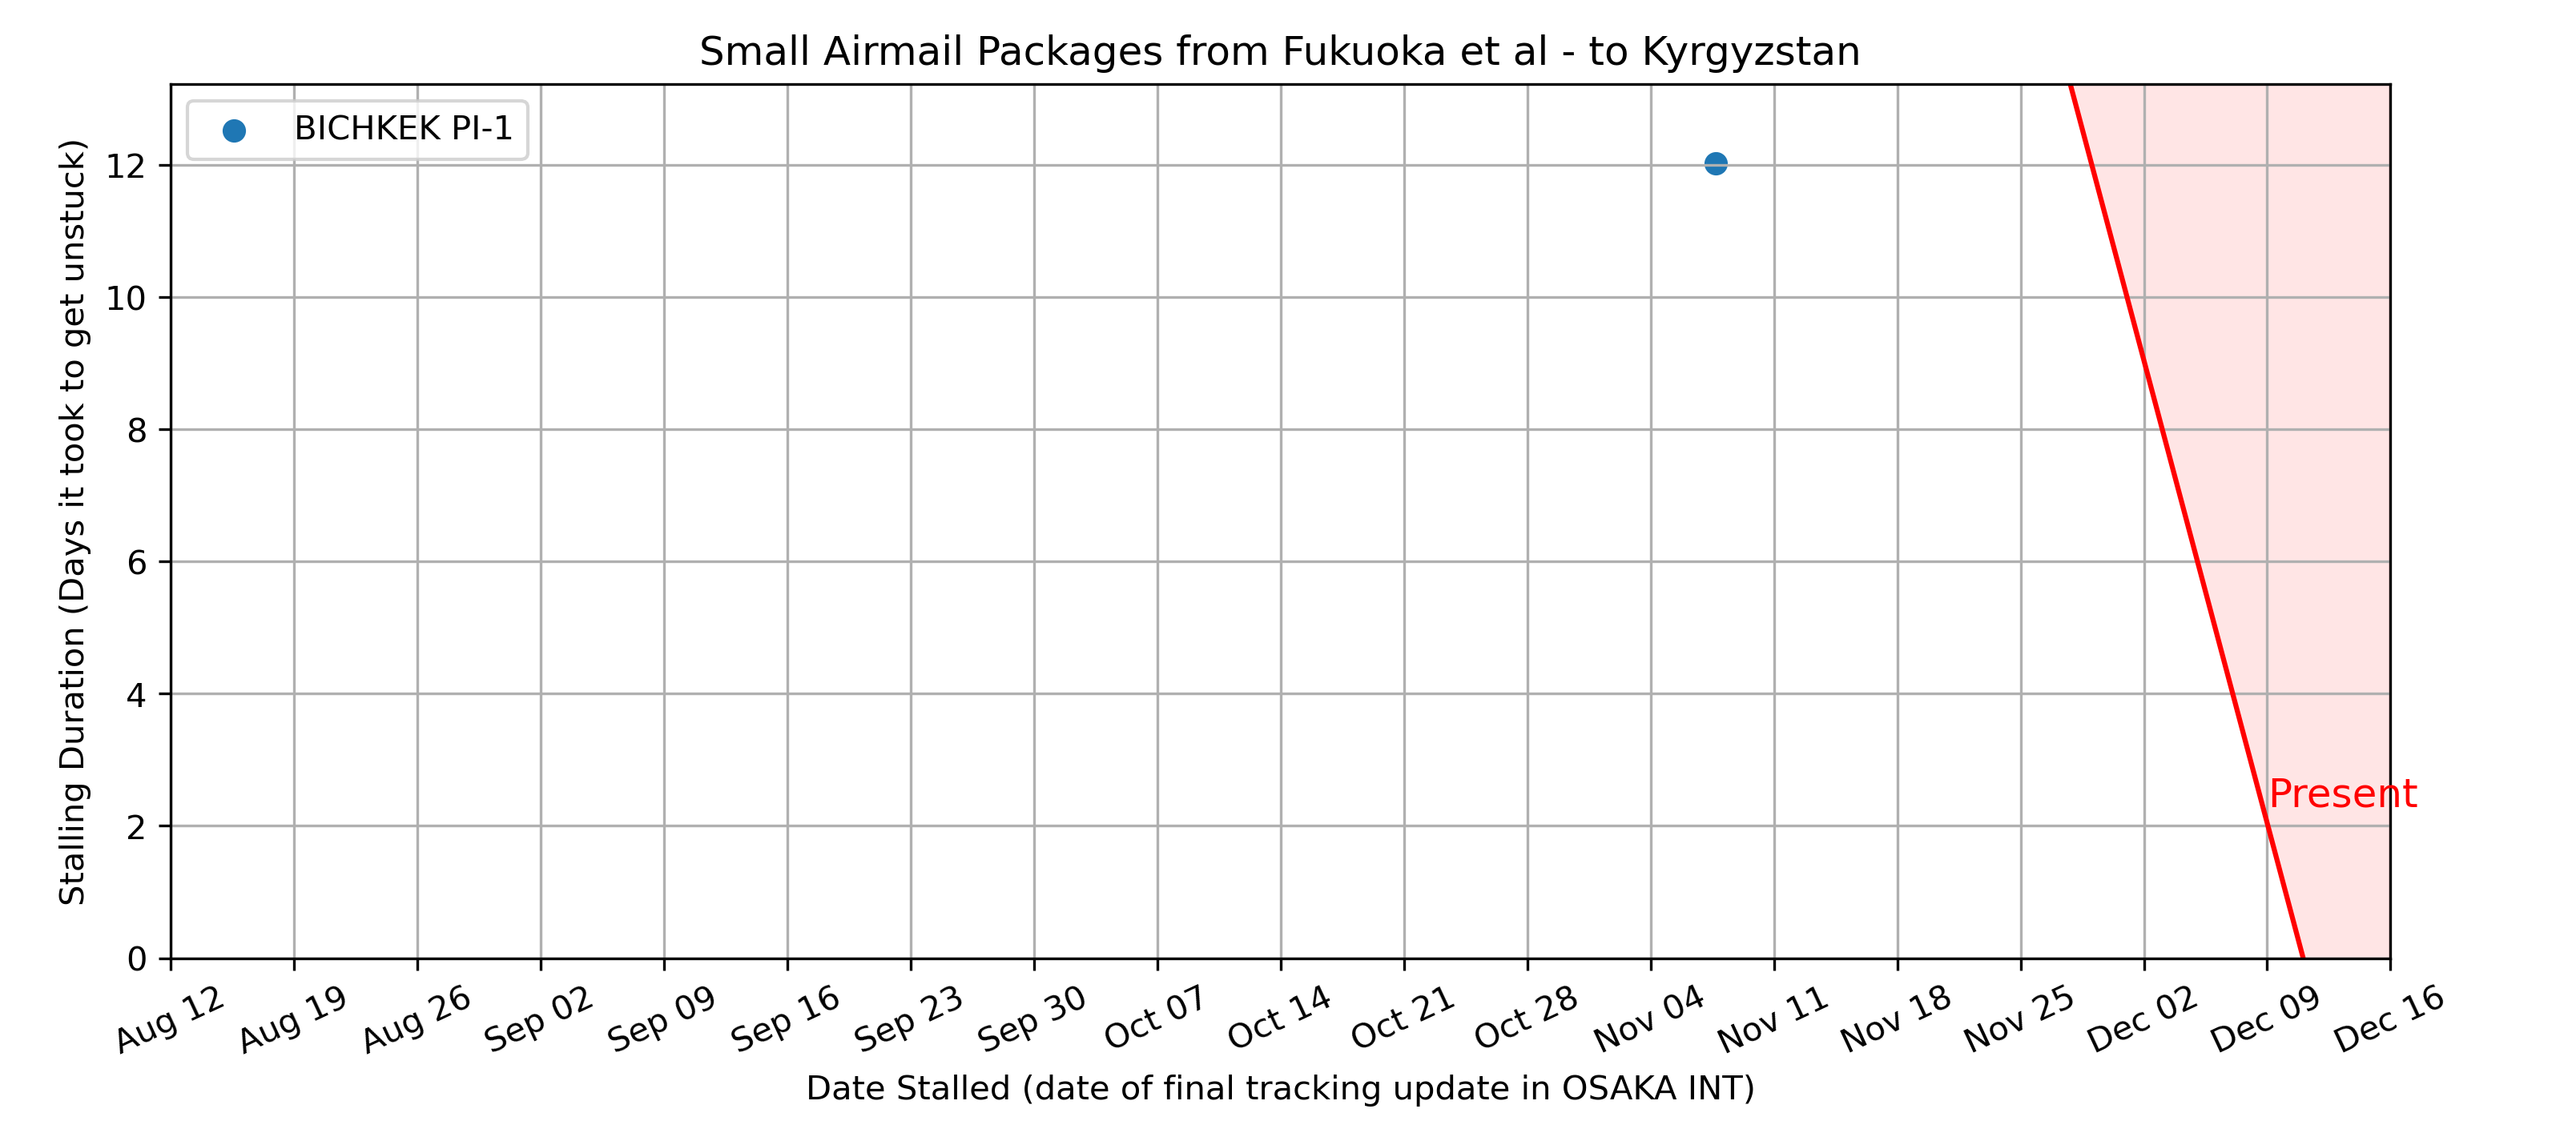 Small Airmail Packages from Fukuoka et al - to Kyrgyzstan
BICHKEK PI-1
Stalling Duration (Days it took to get unstuck)
12
10
8
6
4
2
0
Present
Aug 12 Aug 19 Aug 26 Sep 02 Sep 09 Sep 16 Sep 23 Sep 30 Oct 07 Oct 14 Oct 21 Oct 28 Nov 04 Nov 11 Nov 18 Nov 25 Dec 02 Dec 09 Dec 16
Date Stalled (date of final tracking update in OSAKA INT)